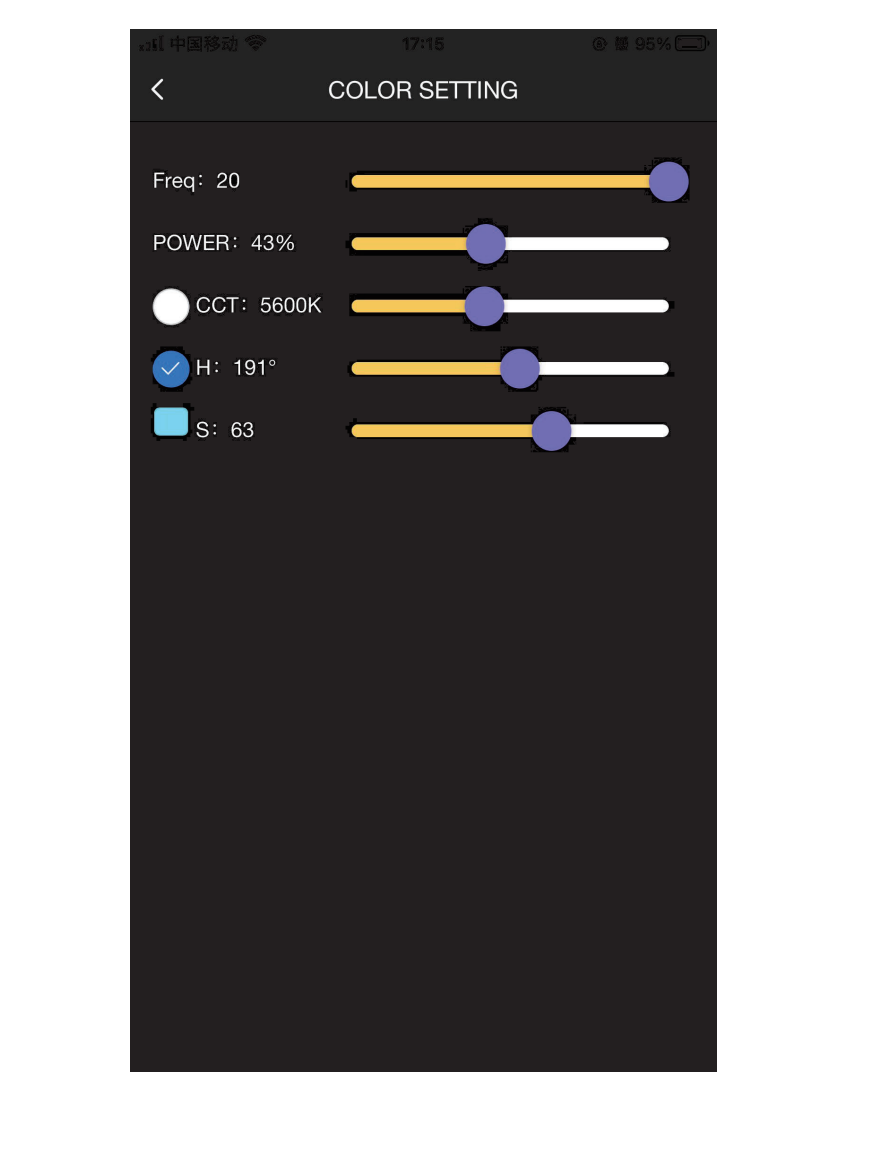 中国移动 17:15 95%
COLOR SETTING
Freq: 20
POWER: 43%
CCT: 5600K
H: 191°
S: 63